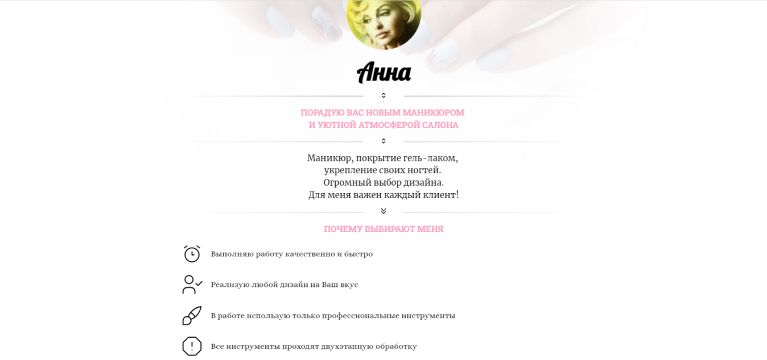 Анна
ПОРАДУЮ ВАС НОВЫМ МАНИКЮРОМ
И УЮТНОЙ АТМОСФЕРОЙ САЛОНА
Маникюр, покрытие гель-лаком,
укрепление своих ногтей.
Огромный выбор дизайна.
Для меня важен каждый клиент!
ПОЧЕМУ ВЫБИРАЮТ МЕНЯ
Выполняю работу качественно и быстро
Реализую любой дизайн на Ваш вкус
В работе использую только профессиональные инструменты
Все инструменты проходят двухэтапную обработку